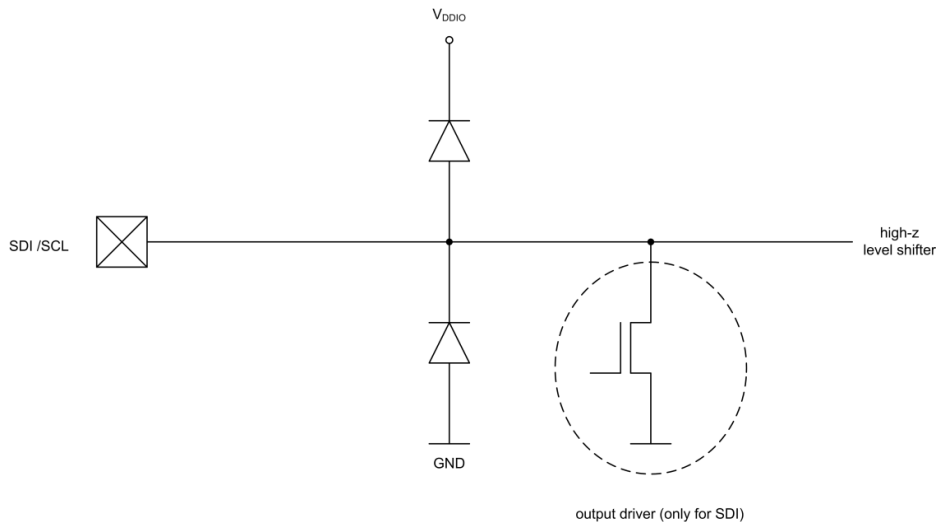 VDDIO
SDI /SCL
high-z
level shifter
GND
output driver (only for SDI)